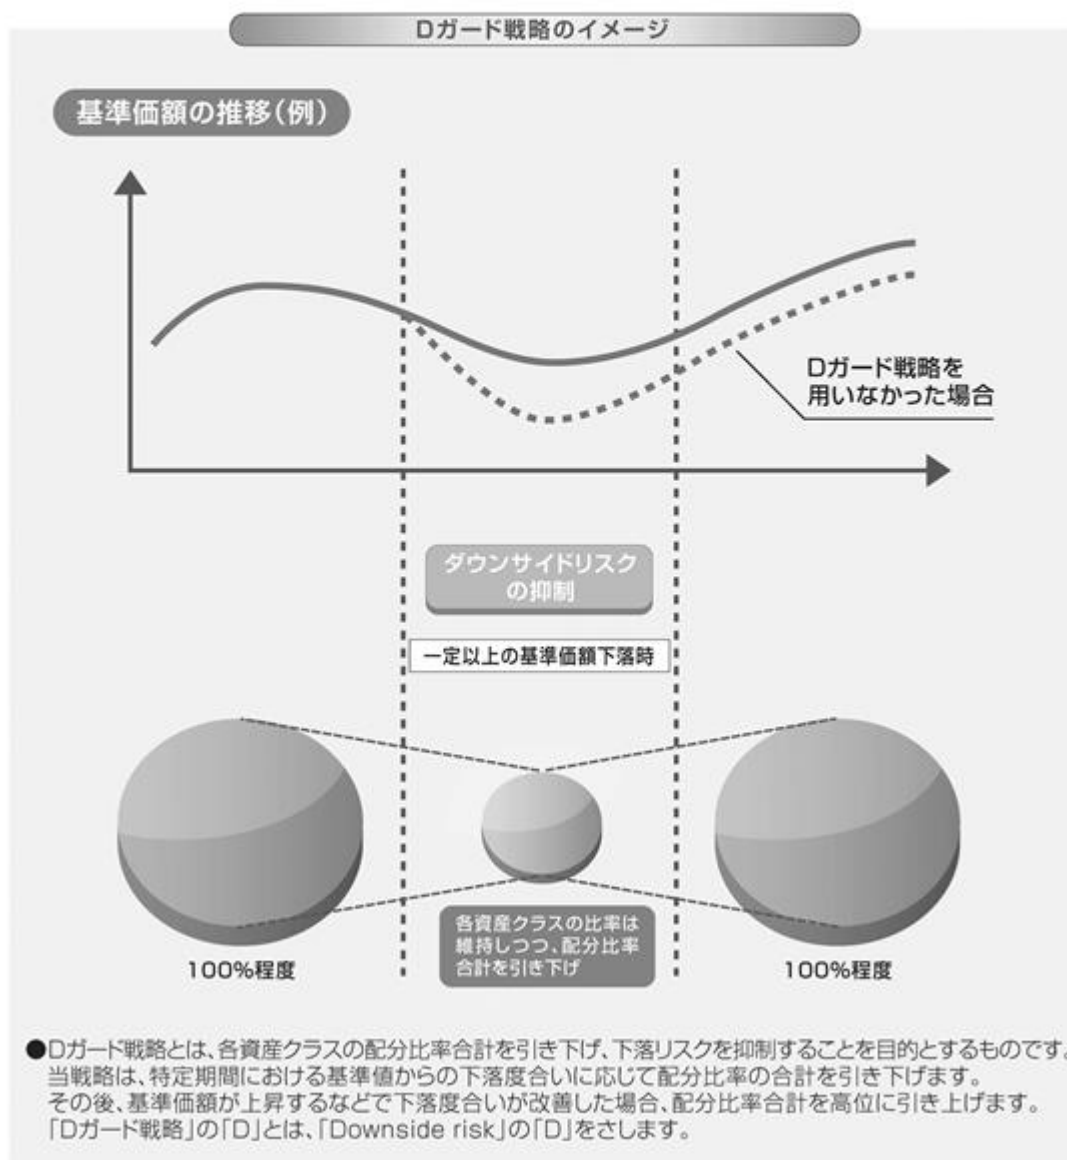 Dガード戦略のイメージ
基準価額の推移(例)
Dガード戦略を
用いなかった場合
ダウンサイドリスク
の抑制
一定以上の基準価額下落時
各資産クラスの比率は
維持しつつ、配分比率
合計を引き下げ
100%程度
100%程度
●Dガード戦略とは、各資産クラスの配分比率合計を引き下げ、下落リスクを抑制することを目的とするものです。
当戦略は、特定期間における基準値からの下落度合いに応じて配分比率の合計を引き下げます。
その後、基準価額が上昇するなどで下落度合いが改善した場合、配分比率合計を高位に引き上げます。
「Dガード戦略」の「D」とは、「Downside risk」の「D」をさします。